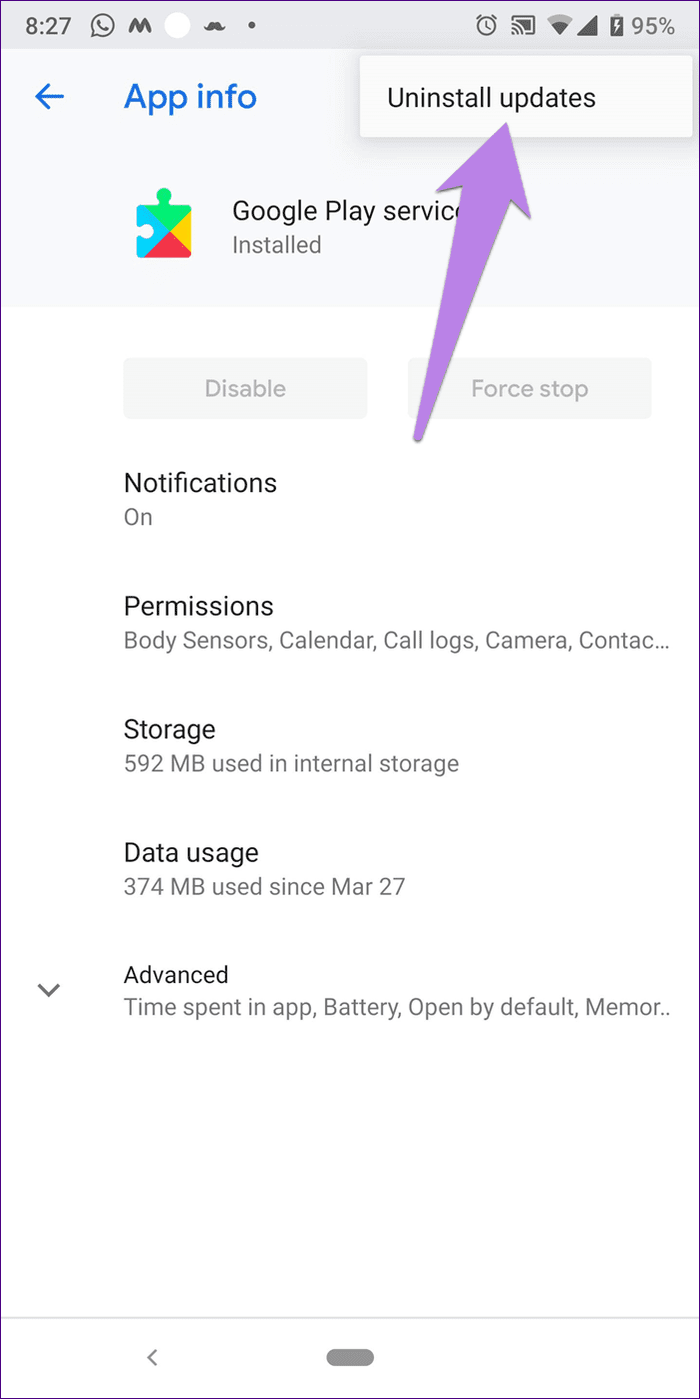 8:27
95%
App info
Uninstall updates
Google Play servic
Installed
Disable
Force stop
Notifications
On
Permissions
Body Sensors, Calendar, Call logs, Camera, Contac...
Storage
592 MB used in internal storage
Data usage
374 MB used since Mar 27
Advanced
Time spent in app, Battery, Open by default, Memor..